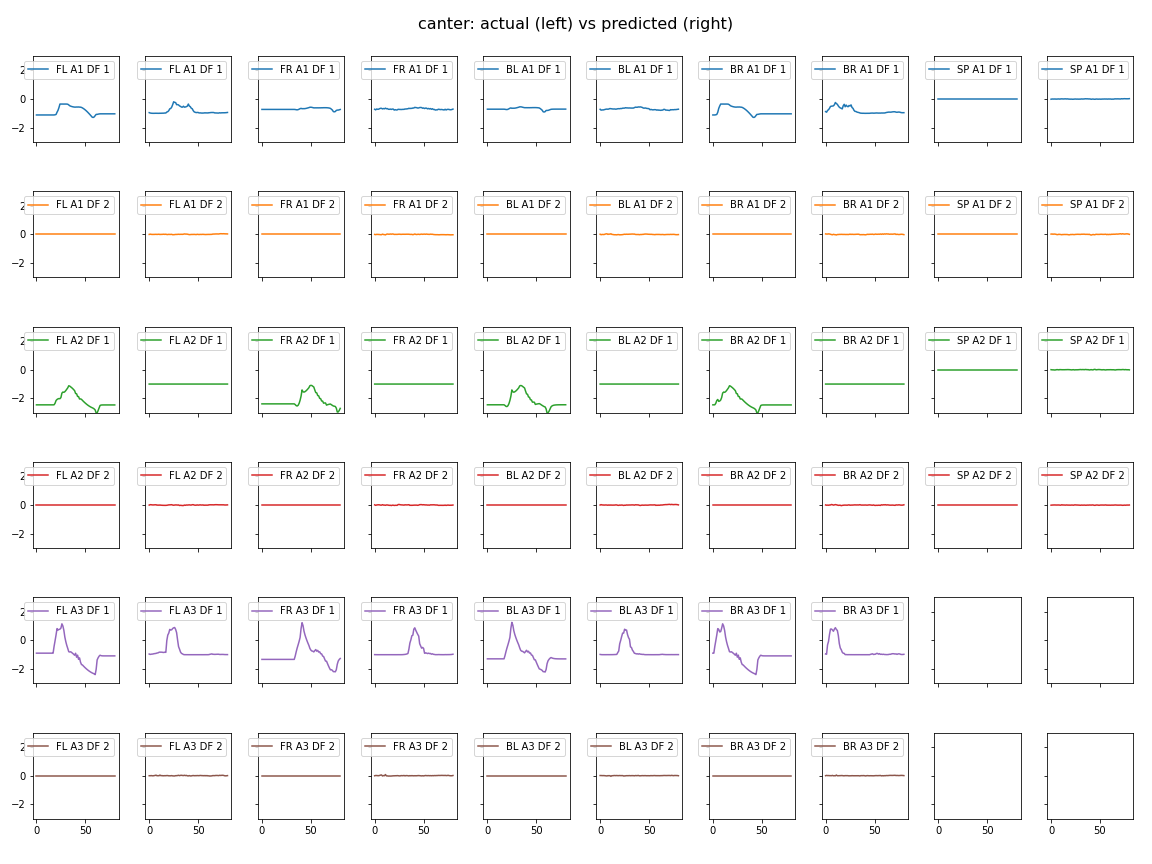 canter: actual (left) vs predicted (right)
FL A1 DF 1 FL A1 DF 1 FR A1 DF 1 FR A1 DF 1 BL A1 DF 1 BL A1 DF 1 BR A1 DF 1 BR A1 DF 1 SP A1 DF 1 SP A1 DF 1
2
0
−2
FL A1 DF 2 FL A1 DF 2 FR A1 DF 2 FR A1 DF 2 BL A1 DF 2 BL A1 DF 2 BR A1 DF 2 BR A1 DF 2 SP A1 DF 2 SP A1 DF 2
2
0
−2
FL A2 DF 1 FL A2 DF 1 FR A2 DF 1 FR A2 DF 1 BL A2 DF 1 BL A2 DF 1 BR A2 DF 1 BR A2 DF 1 SP A2 DF 1 SP A2 DF 1
2
0
−2
FL A2 DF 2 FL A2 DF 2 FR A2 DF 2 FR A2 DF 2 BL A2 DF 2 BL A2 DF 2 BR A2 DF 2 BR A2 DF 2 SP A2 DF 2 SP A2 DF 2
2
0
−2
FL A3 DF 1 FL A3 DF 1 FR A3 DF 1 FR A3 DF 1 BL A3 DF 1 BL A3 DF 1 BR A3 DF 1 BR A3 DF 1
2
0
−2
FL A3 DF 2 FL A3 DF 2 FR A3 DF 2 FR A3 DF 2 BL A3 DF 2 BL A3 DF 2 BR A3 DF 2 BR A3 DF 2
2
0
−2
0 50 0 50 0 50 0 50 0 50 0 50 0 50 0 50 0 50 0 50